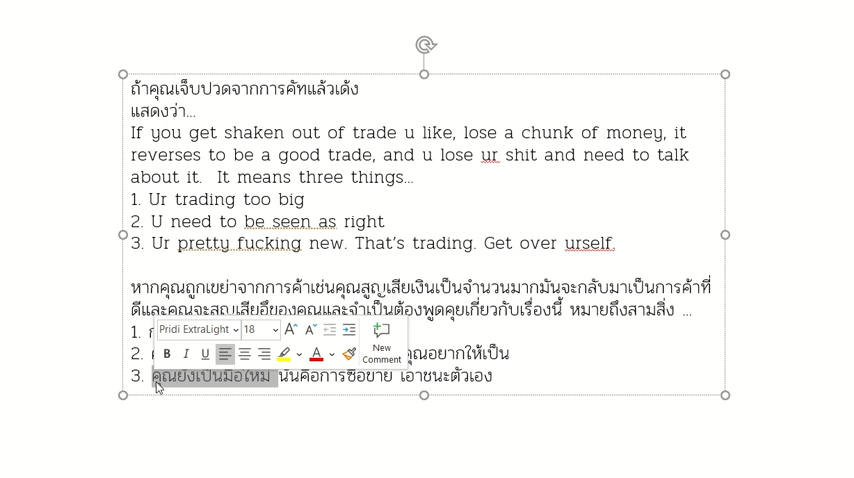 ถ้าคุณเจ็บปวดจากการคัทแล้วเด้ง
แสดงว่า...
If you get shaken out of trade u like, lose a chunk of money, it
reverses to be a good trade, and u lose ur shit and need to talk
about it. It means three things...
1. Ur trading too big
2. U need to be seen as right
3. Ur pretty fucking new. That's trading. Get over urself.
หากคุณถูกเขย่าจากการค้าเช่นคุณสูญเสียเงินเป็นจำนวนมากมันจะกลับมาเป็นการค้าที่
ดีและคุณจะสูญเสียอึของคุณและจำเป็นต้องพูดคุยเกี่ยวกับเรื่องนี้ หมายถึงสามสิ่ง ...
1.
Pridi ExtraLight 18
2. คุณอยากให้เป็น
B I U A New
Comment
3. คุณยังเป็นมือใหม่ นั่นคือการซื้อขาย เอาชนะตัวเอง